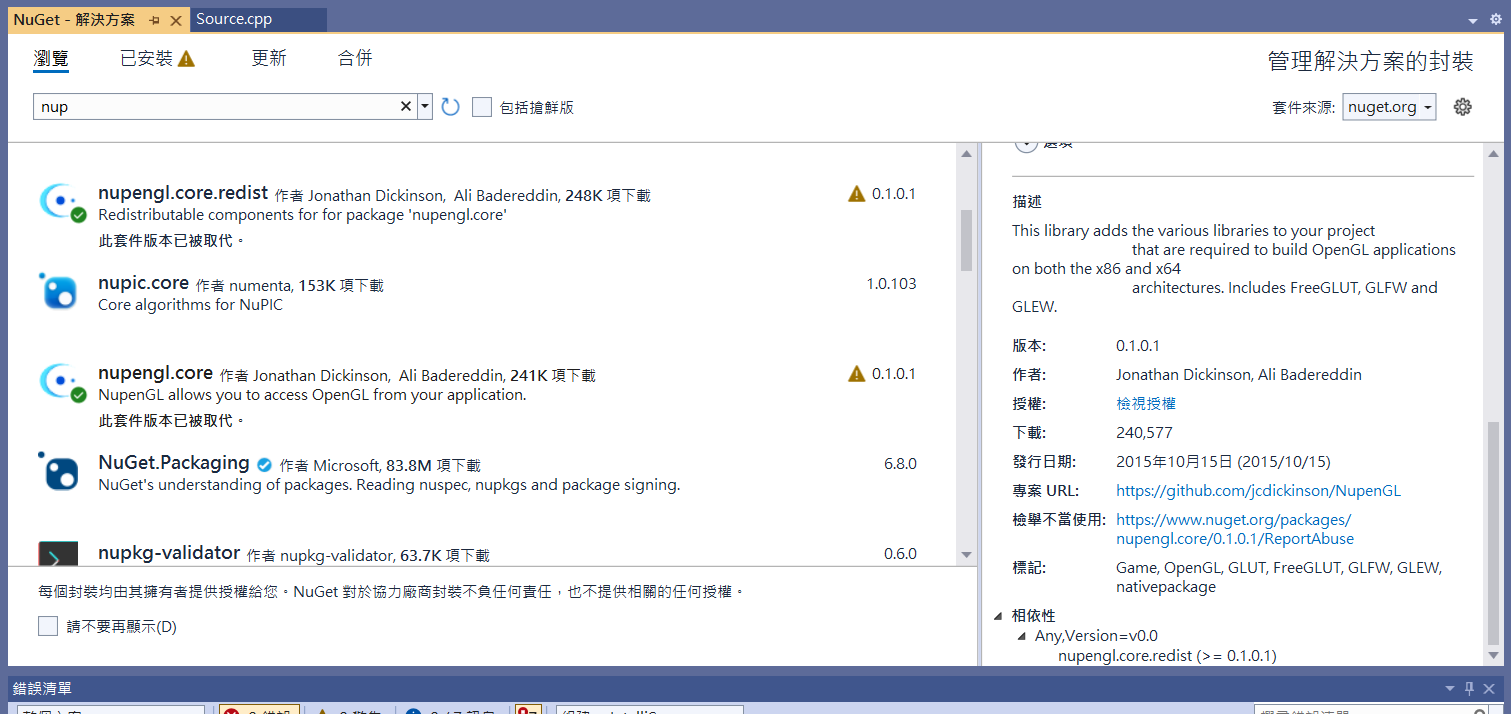 NuGet - 解決方案
Source.cpp
瀏覽 已安裝 更新 合併
管理解決方案的封裝
nup
包括搶鮮版
套件來源: nuget.org
nupengl.core.redist 作者 Jonathan Dickinson, Ali Badereddin, 248K 項下載
0.1.0.1
Redistributable components for for package 'nupengl.core'
此套件版本已被取代。
nupic.core 作者 numenta, 153K 項下載
1.0.103
Core algorithms for NuPIC
nupengl.core 作者 Jonathan Dickinson, Ali Badereddin, 241K 項下載
0.1.0.1
NupenGL allows you to access OpenGL from your application.
此套件版本已被取代。
NuGet.Packaging 作者 Microsoft, 83.8M 項下載
6.8.0
NuGet's understanding of packages. Reading nuspec, nupkgs and package signing.
nupkg-validator 作者 nupkg-validator, 63.7K 項下載
0.6.0
每個封裝均由其擁有者提供授權給您。NuGet 對於協力廠商封裝不負任何責任，也不提供相關的任何授權。
請不要再顯示(D)
選項
描述
This library adds the various libraries to your project
that are required to build OpenGL applications
on both the x86 and x64
architectures. Includes FreeGLUT, GLFW and
GLEW.
版本: 0.1.0.1
作者: Jonathan Dickinson, Ali Badereddin
授權: 檢視授權
下載: 240,577
發行日期: 2015年10月15日 (2015/10/15)
專案 URL: https://github.com/jcdickinson/NupenGL
檢舉不當使用: https://www.nuget.org/packages/
nupengl.core/0.1.0.1/ReportAbuse
標記: Game, OpenGL, GLUT, FreeGLUT, GLFW, GLEW,
nativepackage
相依性
Any,Version=v0.0
nupengl.core.redist (>= 0.1.0.1)
錯誤清單